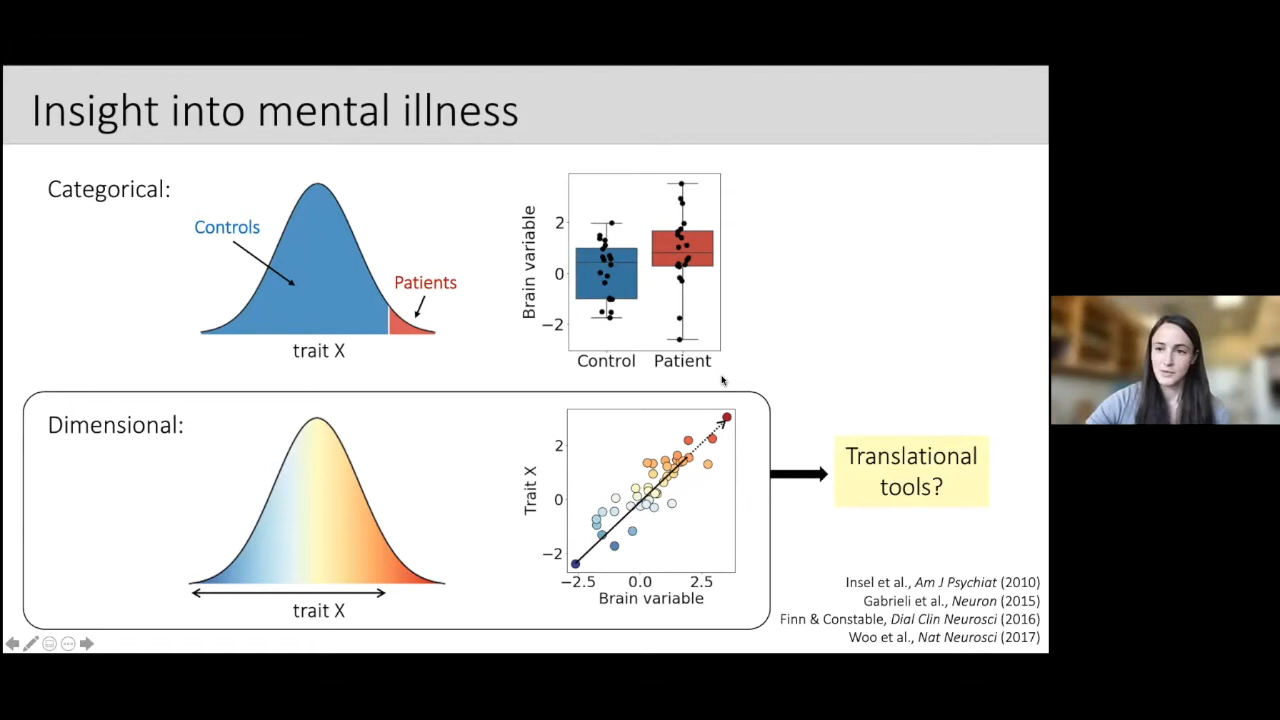 Insight into mental illness
Categorical:
Controls
Patients
trait X
Brain variable
2
0
−2
Control
Patient
Dimensional:
trait X
Trait X
2
0
−2
−2.5
0.0
2.5
Brain variable
Translational
tools?
Insel et al., Am J Psychiat (2010)
Gabrieli et al., Neuron (2015)
Finn & Constable, Dial Clin Neurosci (2016)
Woo et al., Nat Neurosci (2017)